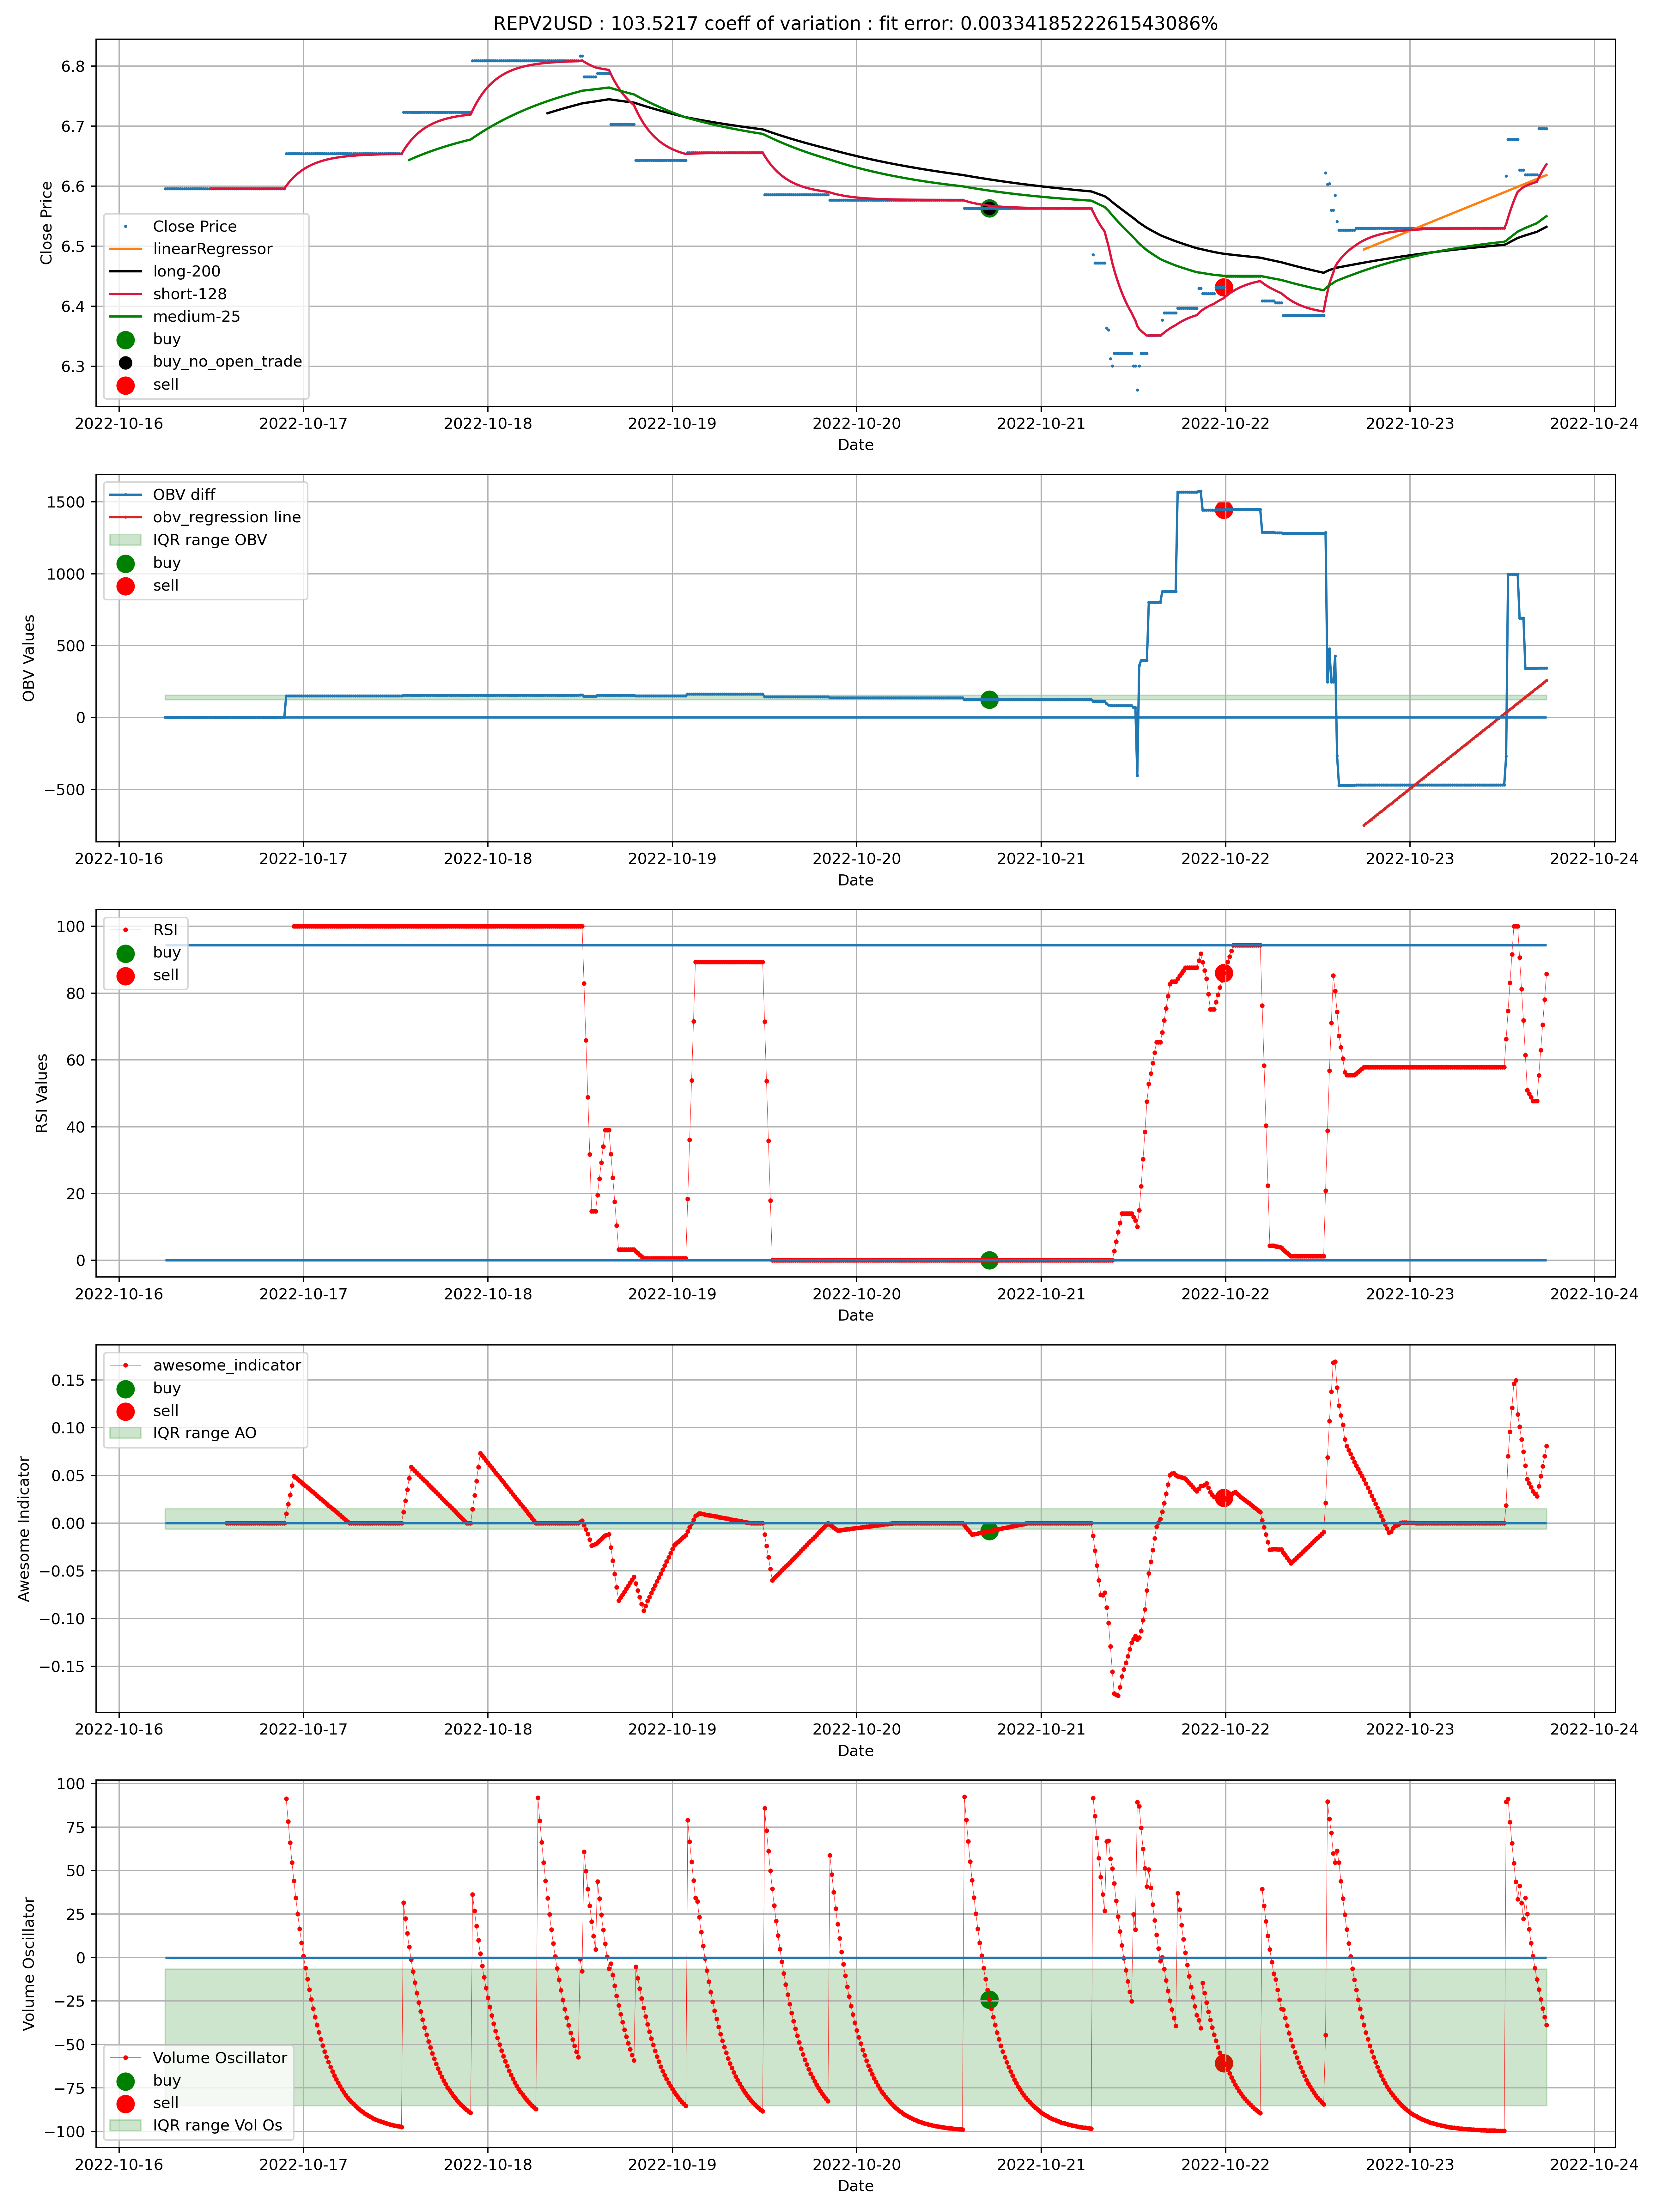 REPV2USD : 103.5217 coeff of variation : fit error: 0.0033418522261543086%
Close Price
6.8
6.7
6.6
6.5
6.4
6.3
Close Price
linearRegressor
long-200
short-128
medium-25
buy
buy_no_open_trade
sell
2022-10-16 2022-10-17 2022-10-18 2022-10-19 2022-10-20 2022-10-21 2022-10-22 2022-10-23 2022-10-24
Date
OBV Values
1500
1000
500
0
−500
OBV diff
obv_regression line
IQR range OBV
buy
sell
2022-10-16 2022-10-17 2022-10-18 2022-10-19 2022-10-20 2022-10-21 2022-10-22 2022-10-23 2022-10-24
Date
RSI Values
100
80
60
40
20
0
RSI
buy
sell
2022-10-16 2022-10-17 2022-10-18 2022-10-19 2022-10-20 2022-10-21 2022-10-22 2022-10-23 2022-10-24
Date
Awesome Indicator
0.15
0.10
0.05
0.00
−0.05
−0.10
−0.15
awesome_indicator
buy
sell
IQR range AO
2022-10-16 2022-10-17 2022-10-18 2022-10-19 2022-10-20 2022-10-21 2022-10-22 2022-10-23 2022-10-24
Date
Volume Oscillator
100
75
50
25
0
−25
−50
−75
−100
Volume Oscillator
buy
sell
IQR range Vol Os
2022-10-16 2022-10-17 2022-10-18 2022-10-19 2022-10-20 2022-10-21 2022-10-22 2022-10-23 2022-10-24
Date